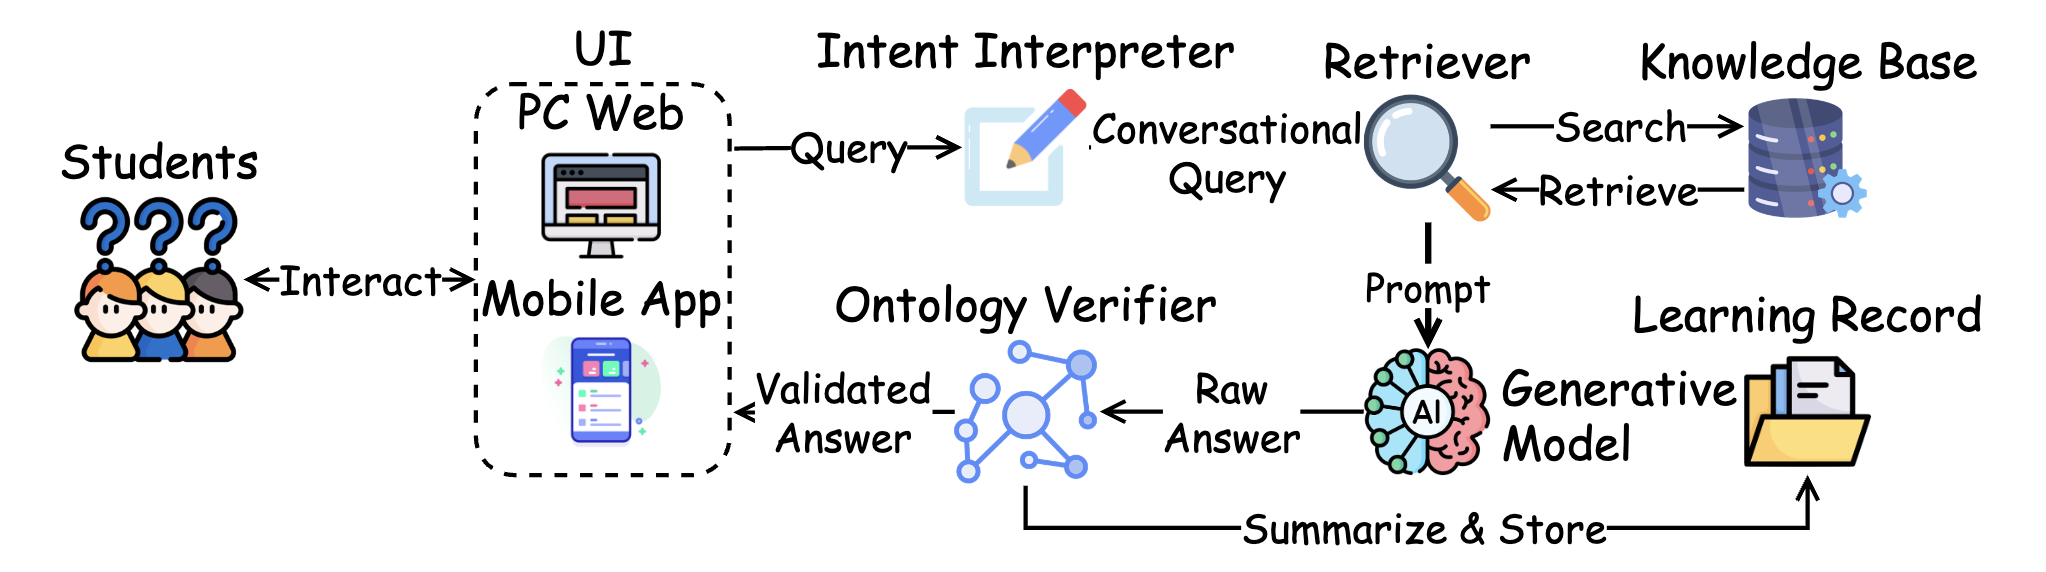 UI
Intent Interpreter
Retriever
Knowledge Base
PC Web
Students
Query
Conversational
Query
Search
Retrieve
Interact
Mobile App
Prompt
Ontology Verifier
Learning Record
Validated
Answer
Raw
Answer
AI
Generative
Model
Summarize & Store